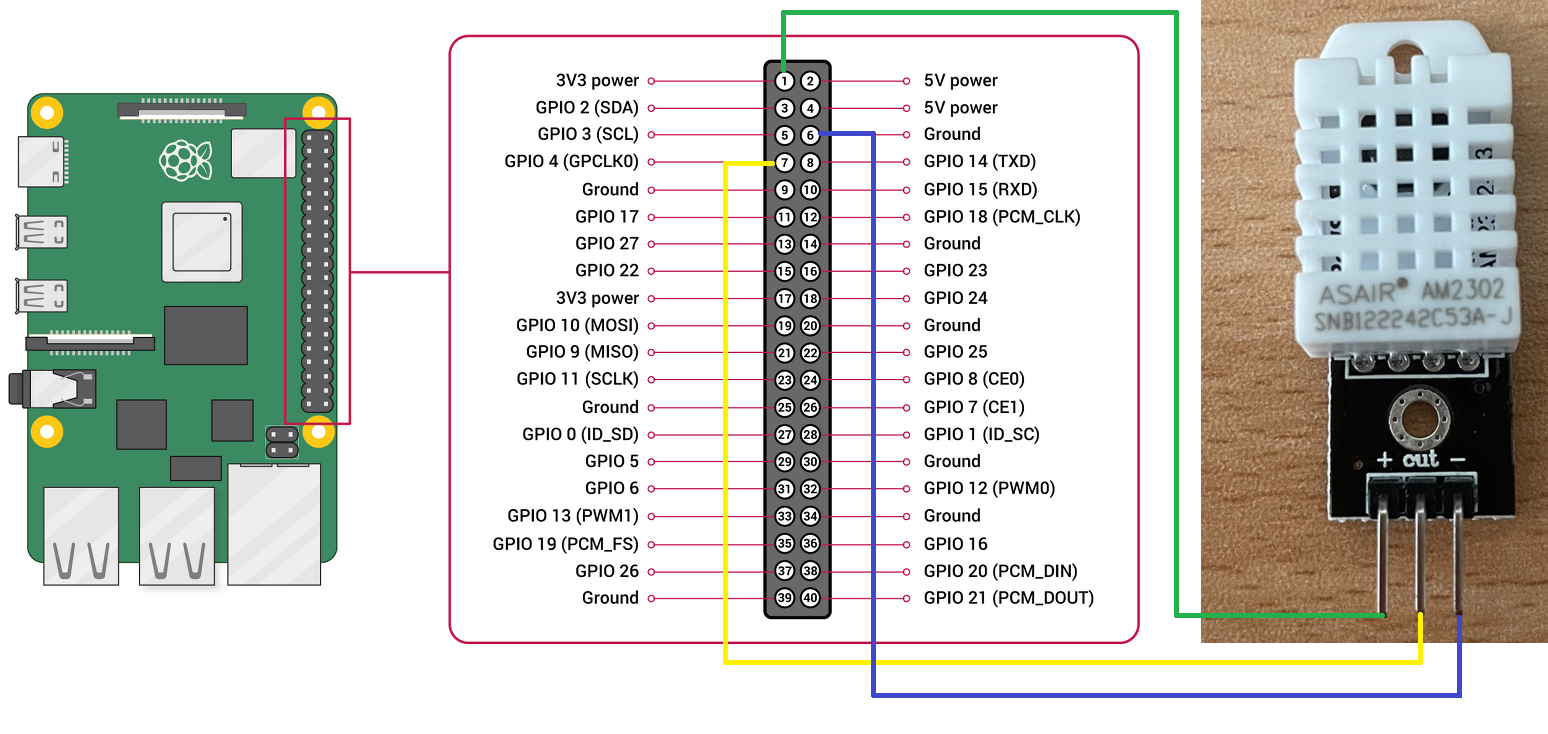 3V3 power 1 2 5V power
GPIO 2 (SDA) 3 4 5V power
GPIO 3 (SCL) 5 6 Ground
GPIO 4 (GPCLK0) 7 8 GPIO 14 (TXD)
Ground 9 10 GPIO 15 (RXD)
GPIO 17 11 12 GPIO 18 (PCM_CLK)
GPIO 27 13 14 Ground
GPIO 22 15 16 GPIO 23
3V3 power 17 18 GPIO 24
GPIO 10 (MOSI) 19 20 Ground
GPIO 9 (MISO) 21 22 GPIO 25
GPIO 11 (SCLK) 23 24 GPIO 8 (CE0)
Ground 25 26 GPIO 7 (CE1)
GPIO 0 (ID_SD) 27 28 GPIO 1 (ID_SC)
GPIO 5 29 30 Ground
GPIO 6 31 32 GPIO 12 (PWM0)
GPIO 13 (PWM1) 33 34 Ground
GPIO 19 (PCM_FS) 35 36 GPIO 16
GPIO 26 37 38 GPIO 20 (PCM_DIN)
Ground 39 40 GPIO 21 (PCM_DOUT)
ASAIR® AM2302
SNB122242C53A-J
+ out −